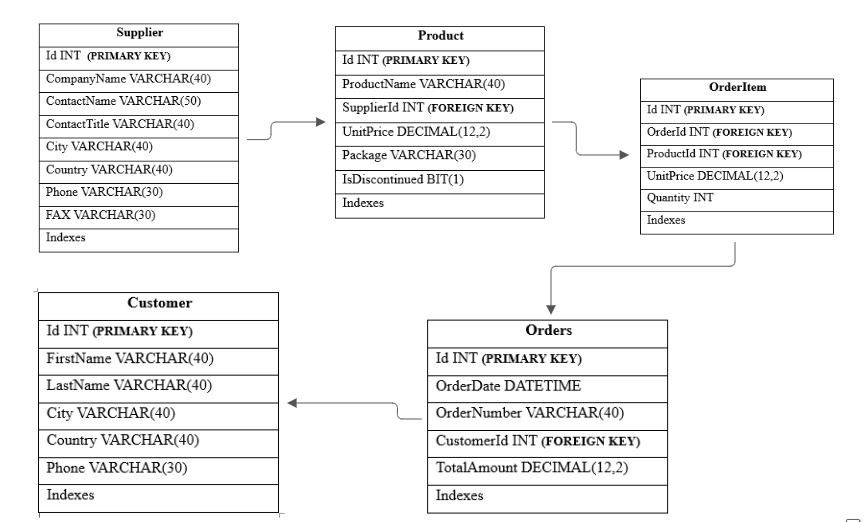 Supplier
Id INT (PRIMARY KEY)
CompanyName VARCHAR(40)
ContactName VARCHAR(50)
ContactTitle VARCHAR(40)
City VARCHAR(40)
Country VARCHAR(40)
Phone VARCHAR(30)
FAX VARCHAR(30)
Indexes
Product
Id INT (PRIMARY KEY)
ProductName VARCHAR(40)
SupplierId INT (FOREIGN KEY)
UnitPrice DECIMAL(12,2)
Package VARCHAR(30)
IsDiscontinued BIT(1)
Indexes
OrderItem
Id INT (PRIMARY KEY)
OrderId INT (FOREIGN KEY)
ProductId INT (FOREIGN KEY)
UnitPrice DECIMAL(12,2)
Quantity INT
Indexes
Customer
Id INT (PRIMARY KEY)
FirstName VARCHAR(40)
LastName VARCHAR(40)
City VARCHAR(40)
Country VARCHAR(40)
Phone VARCHAR(30)
Indexes
Orders
Id INT (PRIMARY KEY)
OrderDate DATETIME
OrderNumber VARCHAR(40)
CustomerId INT (FOREIGN KEY)
TotalAmount DECIMAL(12,2)
Indexes